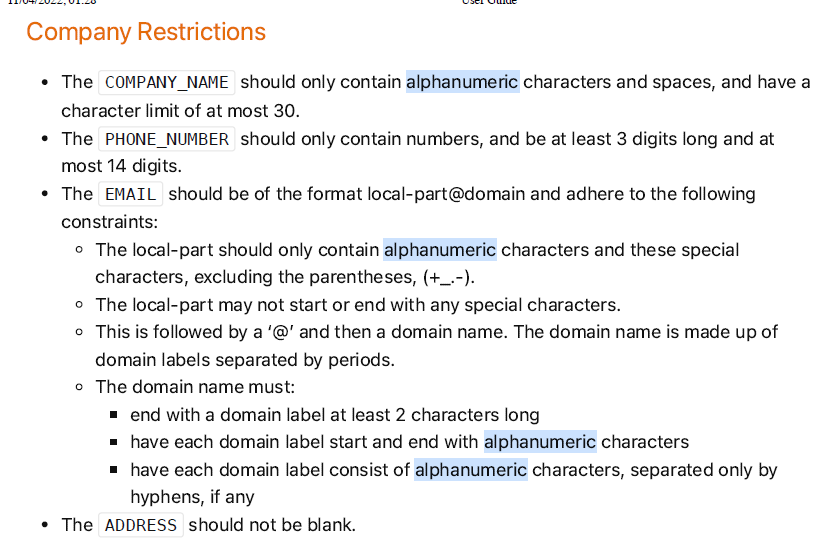 11/04/2022, 01:28 User Guide
Company Restrictions
• The COMPANY_NAME should only contain alphanumeric characters and spaces, and have a
character limit of at most 30.
• The PHONE_NUMBER should only contain numbers, and be at least 3 digits long and at
most 14 digits.
• The EMAIL should be of the format local-part@domain and adhere to the following
constraints:
◦ The local-part should only contain alphanumeric characters and these special
characters, excluding the parentheses, (+_.-).
◦ The local-part may not start or end with any special characters.
◦ This is followed by a ‘@’ and then a domain name. The domain name is made up of
domain labels separated by periods.
◦ The domain name must:
▪ end with a domain label at least 2 characters long
▪ have each domain label start and end with alphanumeric characters
▪ have each domain label consist of alphanumeric characters, separated only by
hyphens, if any
• The ADDRESS should not be blank.